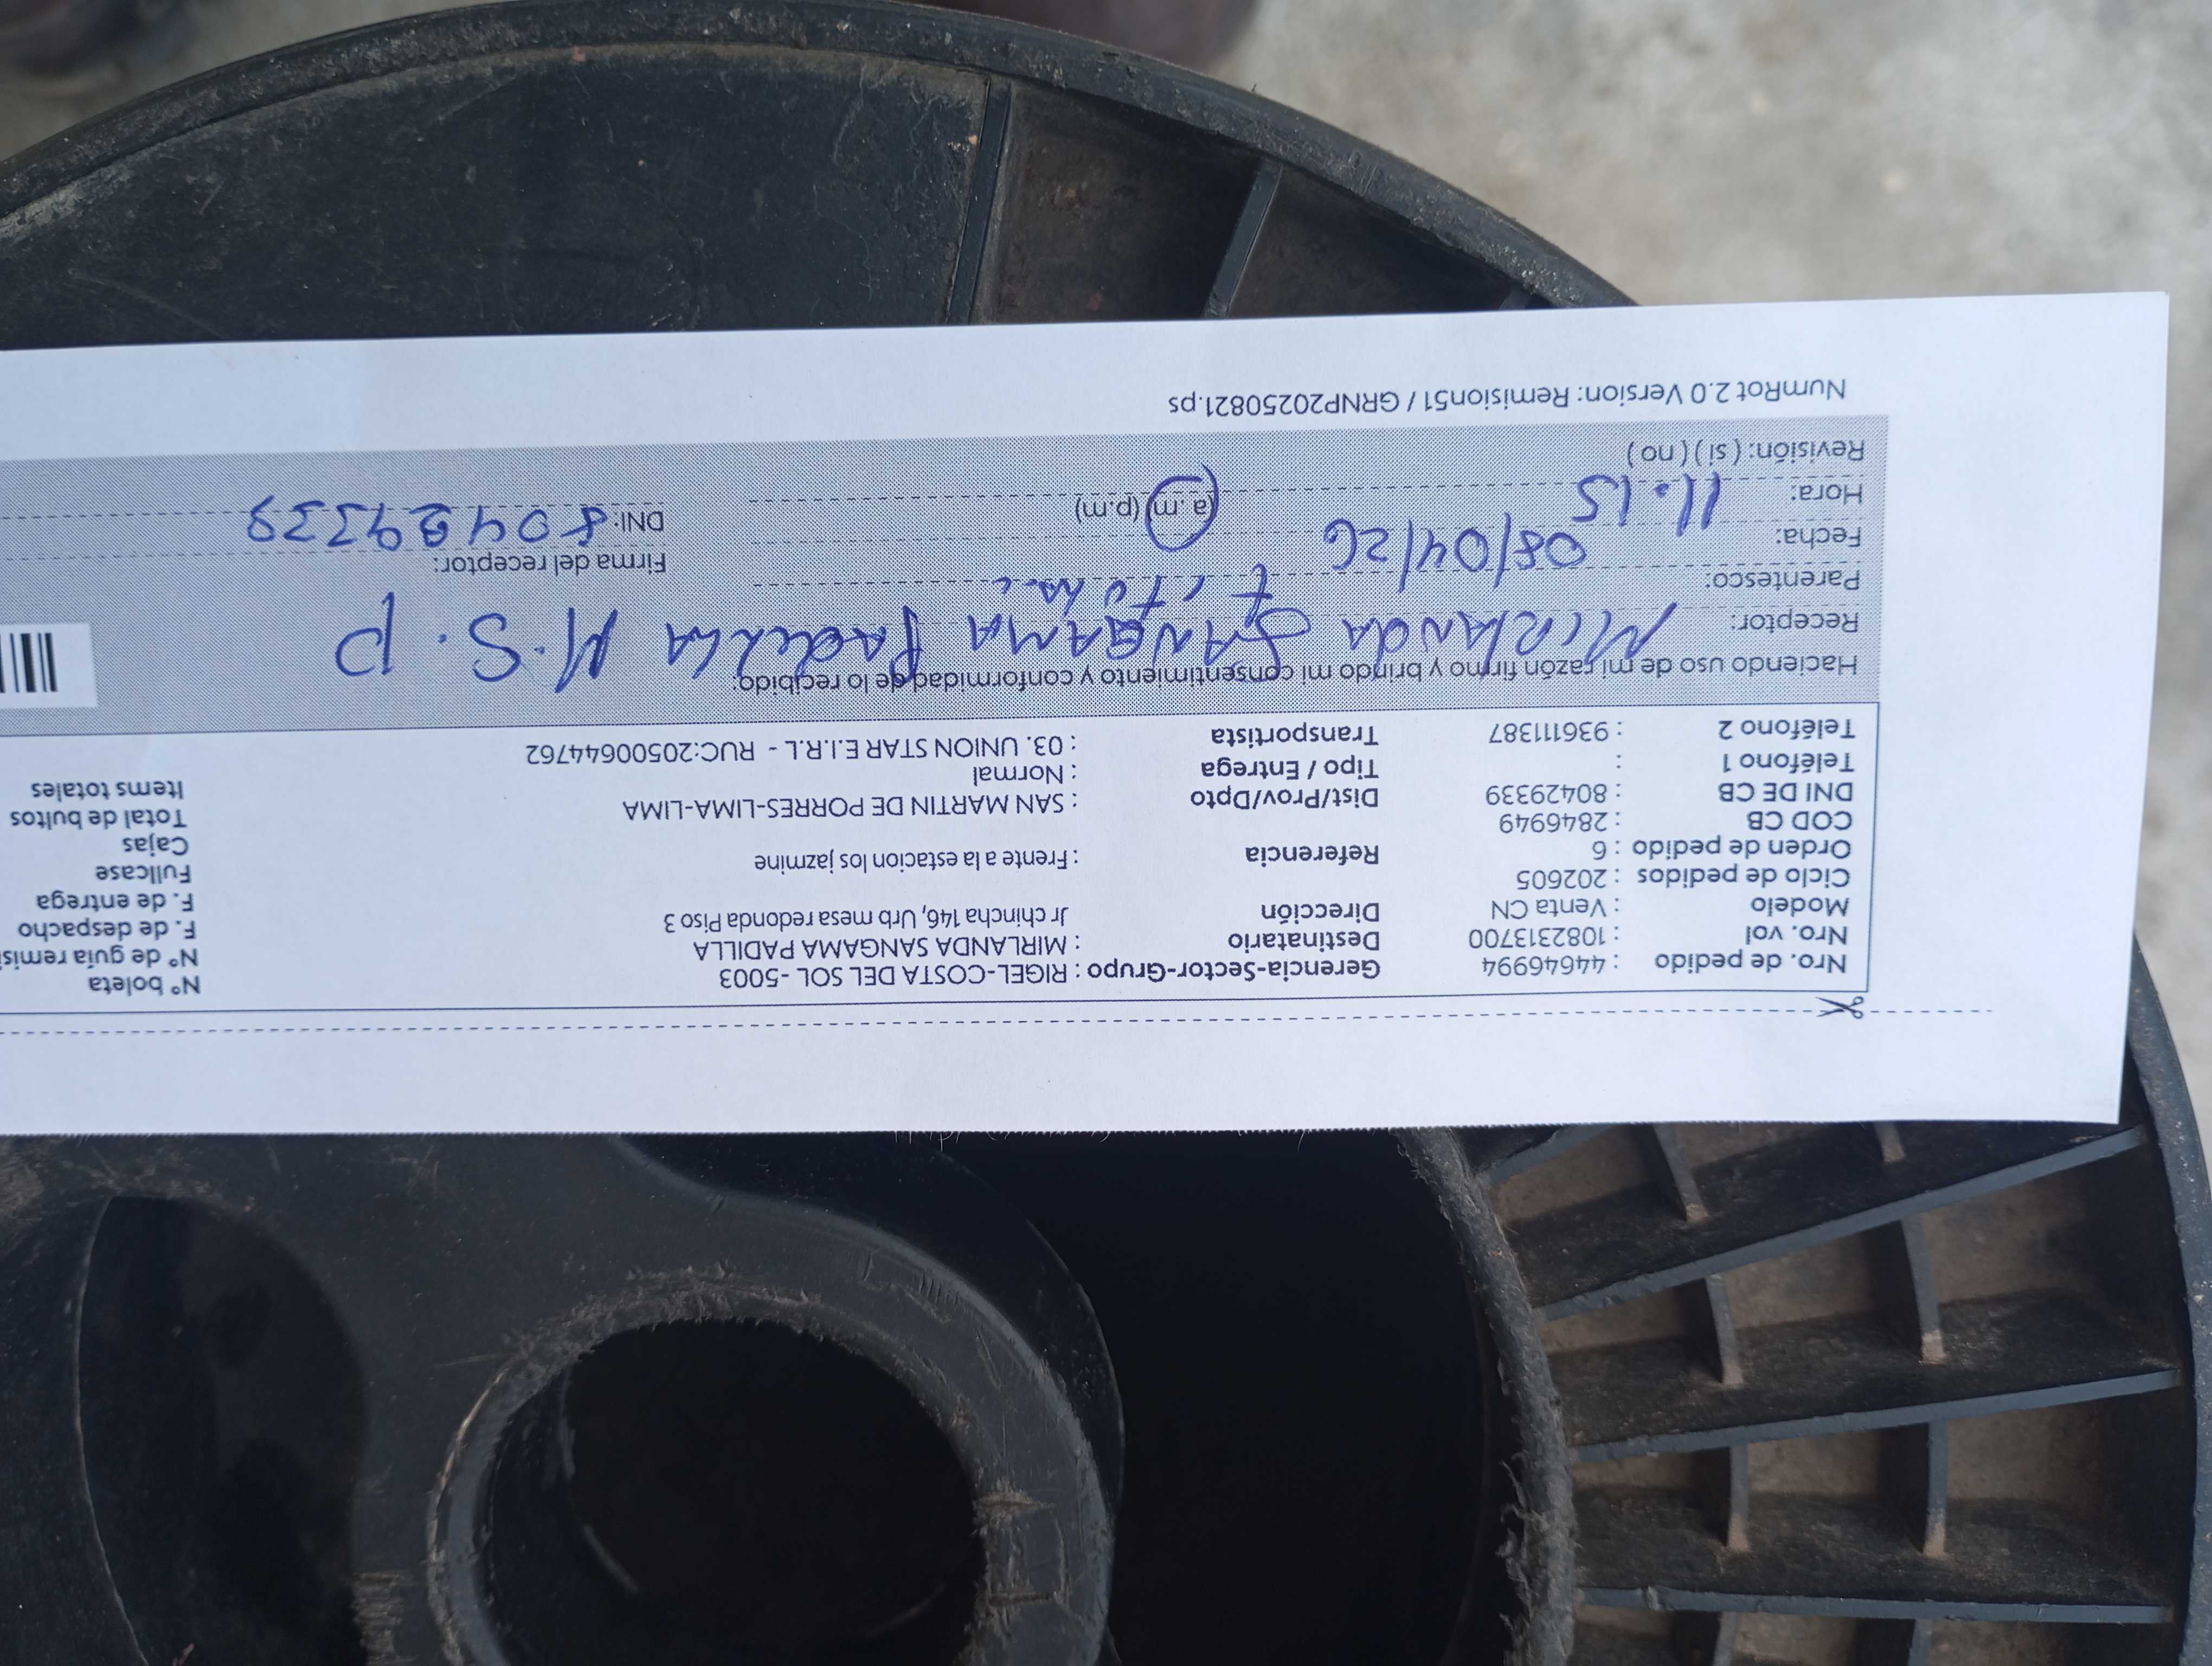 Nro. de pedido : 44646994 Gerencia-Sector-Grupo : RIGEL-COSTA DEL SOL -5003 N° boleta
Nro. vol : 1082313700 Destinatario : MIRLANDA SANGAMA PADILLA N° de guía remisi
Modelo : Venta CN Dirección Jr chincha 146, Urb mesa redonda Piso 3 F. de despacho
Ciclo de pedidos : 202605 F. de entrega
Orden de pedido : 6 Referencia : Frente a la estacion los jazmine Fullcase
COD CB : 2846949 Cajas
DNI DE CB : 80429339 Dist/Prov/Dpto : SAN MARTIN DE PORRES-LIMA-LIMA Total de bultos
Teléfono 1 : Tipo / Entrega : Normal Items totales
Teléfono 2 : 936111387 Transportista : 03. UNION STAR E.I.R.L - RUC:20500644762
Haciendo uso de mi razón firmo y brindo mi consentimiento y conformidad de lo recibido:
Receptor: MIRLANDA SANGAMA PADILLA M.S.P
Parentesco:
Firma del receptor:
Fecha: 08/04/26
Hora: 11:15 (a.m) (p.m) DNI: 80429339
Revisión: ( si ) ( no )
NumRot 2.0 Version: Remision51 / GRNP20250821.ps